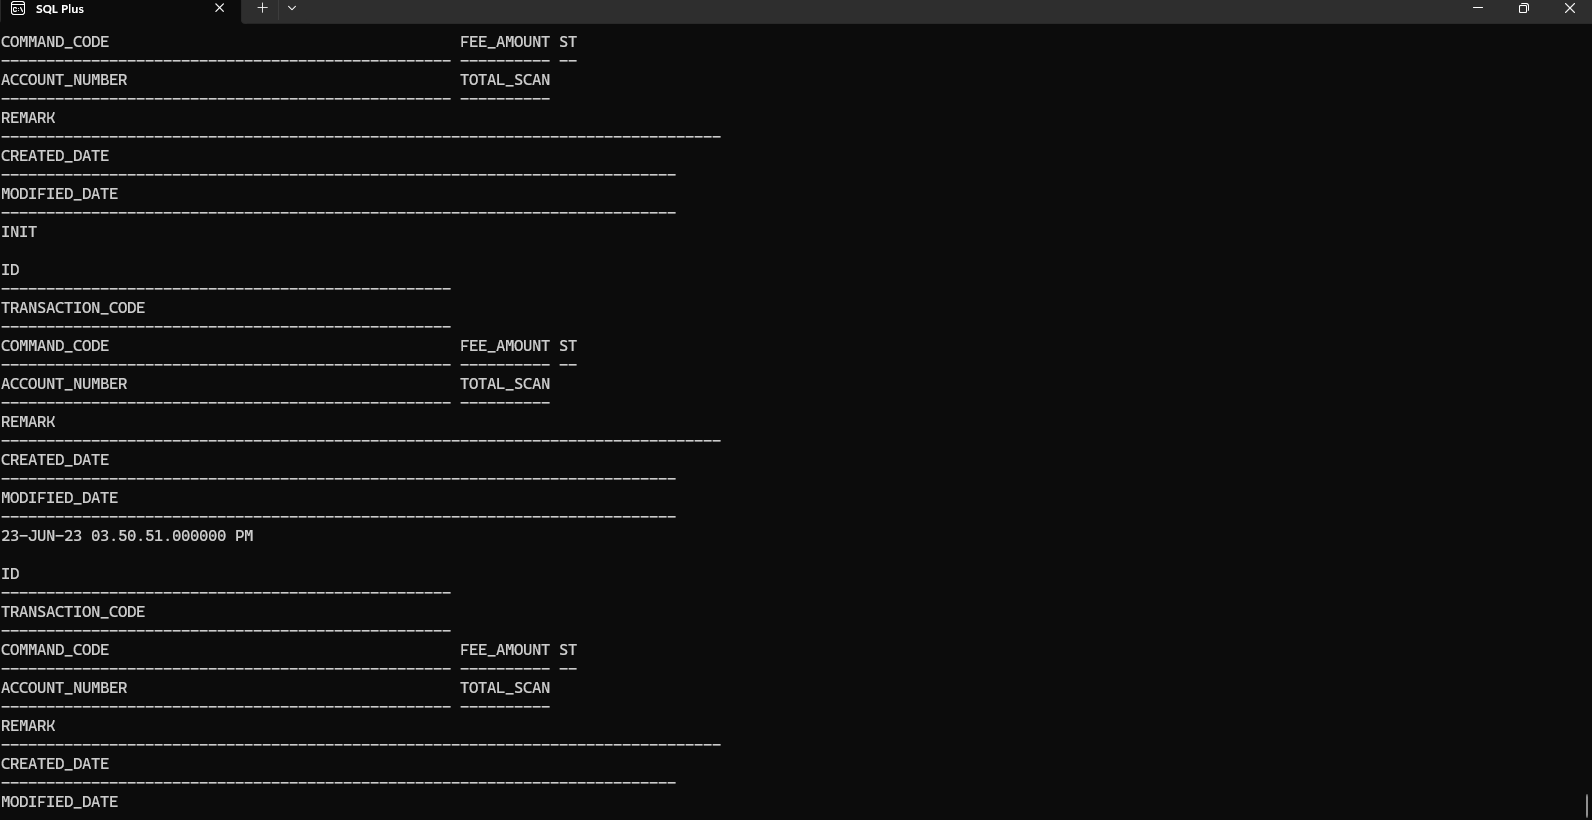 SQL Plus
COMMAND_CODE FEE_AMOUNT ST
-------------------------------------------------- ---------- --
ACCOUNT_NUMBER TOTAL_SCAN
-------------------------------------------------- ----------
REMARK
--------------------------------------------------------------------------------
CREATED_DATE
---------------------------------------------------------------------------
MODIFIED_DATE
---------------------------------------------------------------------------
INIT
ID
--------------------------------------------------
TRANSACTION_CODE
--------------------------------------------------
COMMAND_CODE FEE_AMOUNT ST
-------------------------------------------------- ---------- --
ACCOUNT_NUMBER TOTAL_SCAN
-------------------------------------------------- ----------
REMARK
--------------------------------------------------------------------------------
CREATED_DATE
---------------------------------------------------------------------------
MODIFIED_DATE
---------------------------------------------------------------------------
23-JUN-23 03.50.51.000000 PM
ID
--------------------------------------------------
TRANSACTION_CODE
--------------------------------------------------
COMMAND_CODE FEE_AMOUNT ST
-------------------------------------------------- ---------- --
ACCOUNT_NUMBER TOTAL_SCAN
-------------------------------------------------- ----------
REMARK
--------------------------------------------------------------------------------
CREATED_DATE
---------------------------------------------------------------------------
MODIFIED_DATE